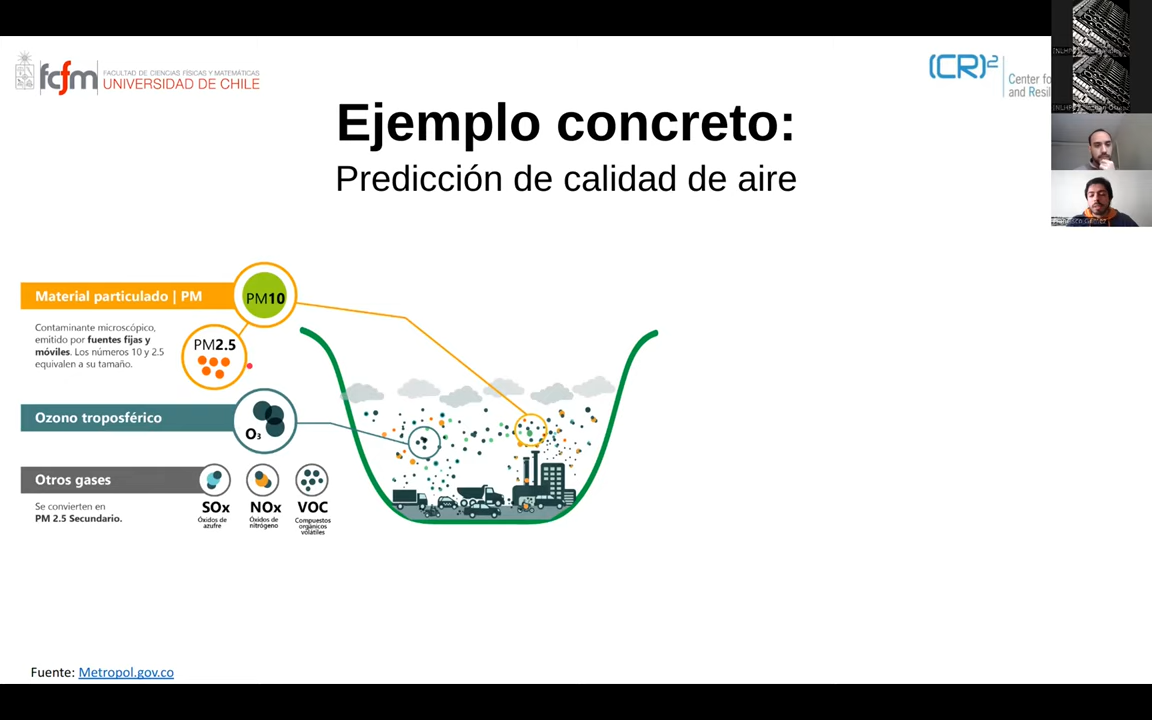 fcfm
FACULTAD DE CIENCIAS FÍSICAS Y MATEMÁTICAS
UNIVERSIDAD DE CHILE
(CR)²
Center for
and Resil
Ejemplo concreto:
Predicción de calidad de aire
Material particulado | PM
PM10
Contaminante microscópico,
emitido por fuentes fijas y
móviles. Los números 10 y 2.5
equivalen a su tamaño.
PM2.5
Ozono troposférico
O3
Otros gases
Se convierten en
PM 2.5 Secundario.
SOx
Óxidos de
azufre
NOx
Óxidos de
nitrógeno
VOC
Compuestos
orgánicos
volátiles
Fuente: Metropol.gov.co